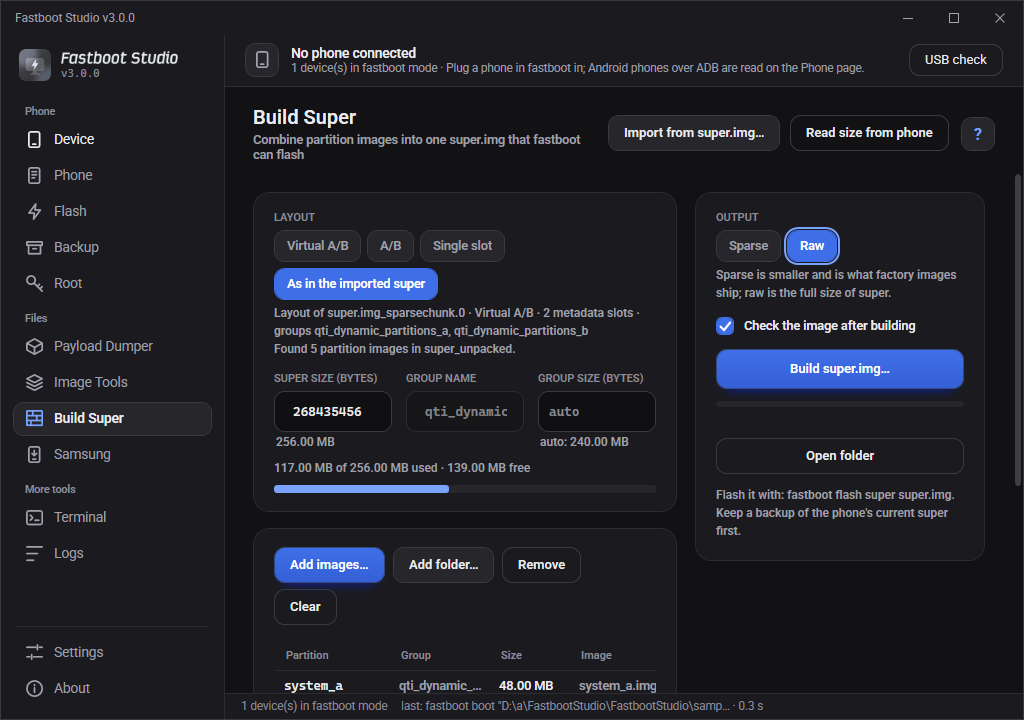 Fastboot Studio v3.0.0
Fastboot Studio
v3.0.0
Phone
Device
Phone
Flash
Backup
Root
Files
Payload Dumper
Image Tools
Build Super
Samsung
More tools
Terminal
Logs
Settings
About
No phone connected
1 device(s) in fastboot mode · Plug a phone in fastboot in; Android phones over ADB are read on the Phone page.
USB check
Build Super
Combine partition images into one super.img that fastboot
can flash
Import from super.img…
Read size from phone
?
LAYOUT
Virtual A/B
A/B
Single slot
As in the imported super
Layout of super.img_sparsechunk.0 · Virtual A/B · 2 metadata slots ·
groups qti_dynamic_partitions_a, qti_dynamic_partitions_b
Found 5 partition images in super_unpacked.
SUPER SIZE (BYTES)
GROUP NAME
GROUP SIZE (BYTES)
268435456
qti_dynamic
auto
256.00 MB
auto: 240.00 MB
117.00 MB of 256.00 MB used · 139.00 MB free
Add images…
Add folder…
Remove
Clear
Partition
Group
Size
Image
system_a
qti_dynamic_…
48.00 MB
system_a.img
OUTPUT
Sparse
Raw
Sparse is smaller and is what factory images
ship; raw is the full size of super.
Check the image after building
Build super.img…
Open folder
Flash it with: fastboot flash super super.img.
Keep a backup of the phone's current super
first.
1 device(s) in fastboot mode
last: fastboot boot "D:\a\FastbootStudio\FastbootStudio\samp… · 0.3 s